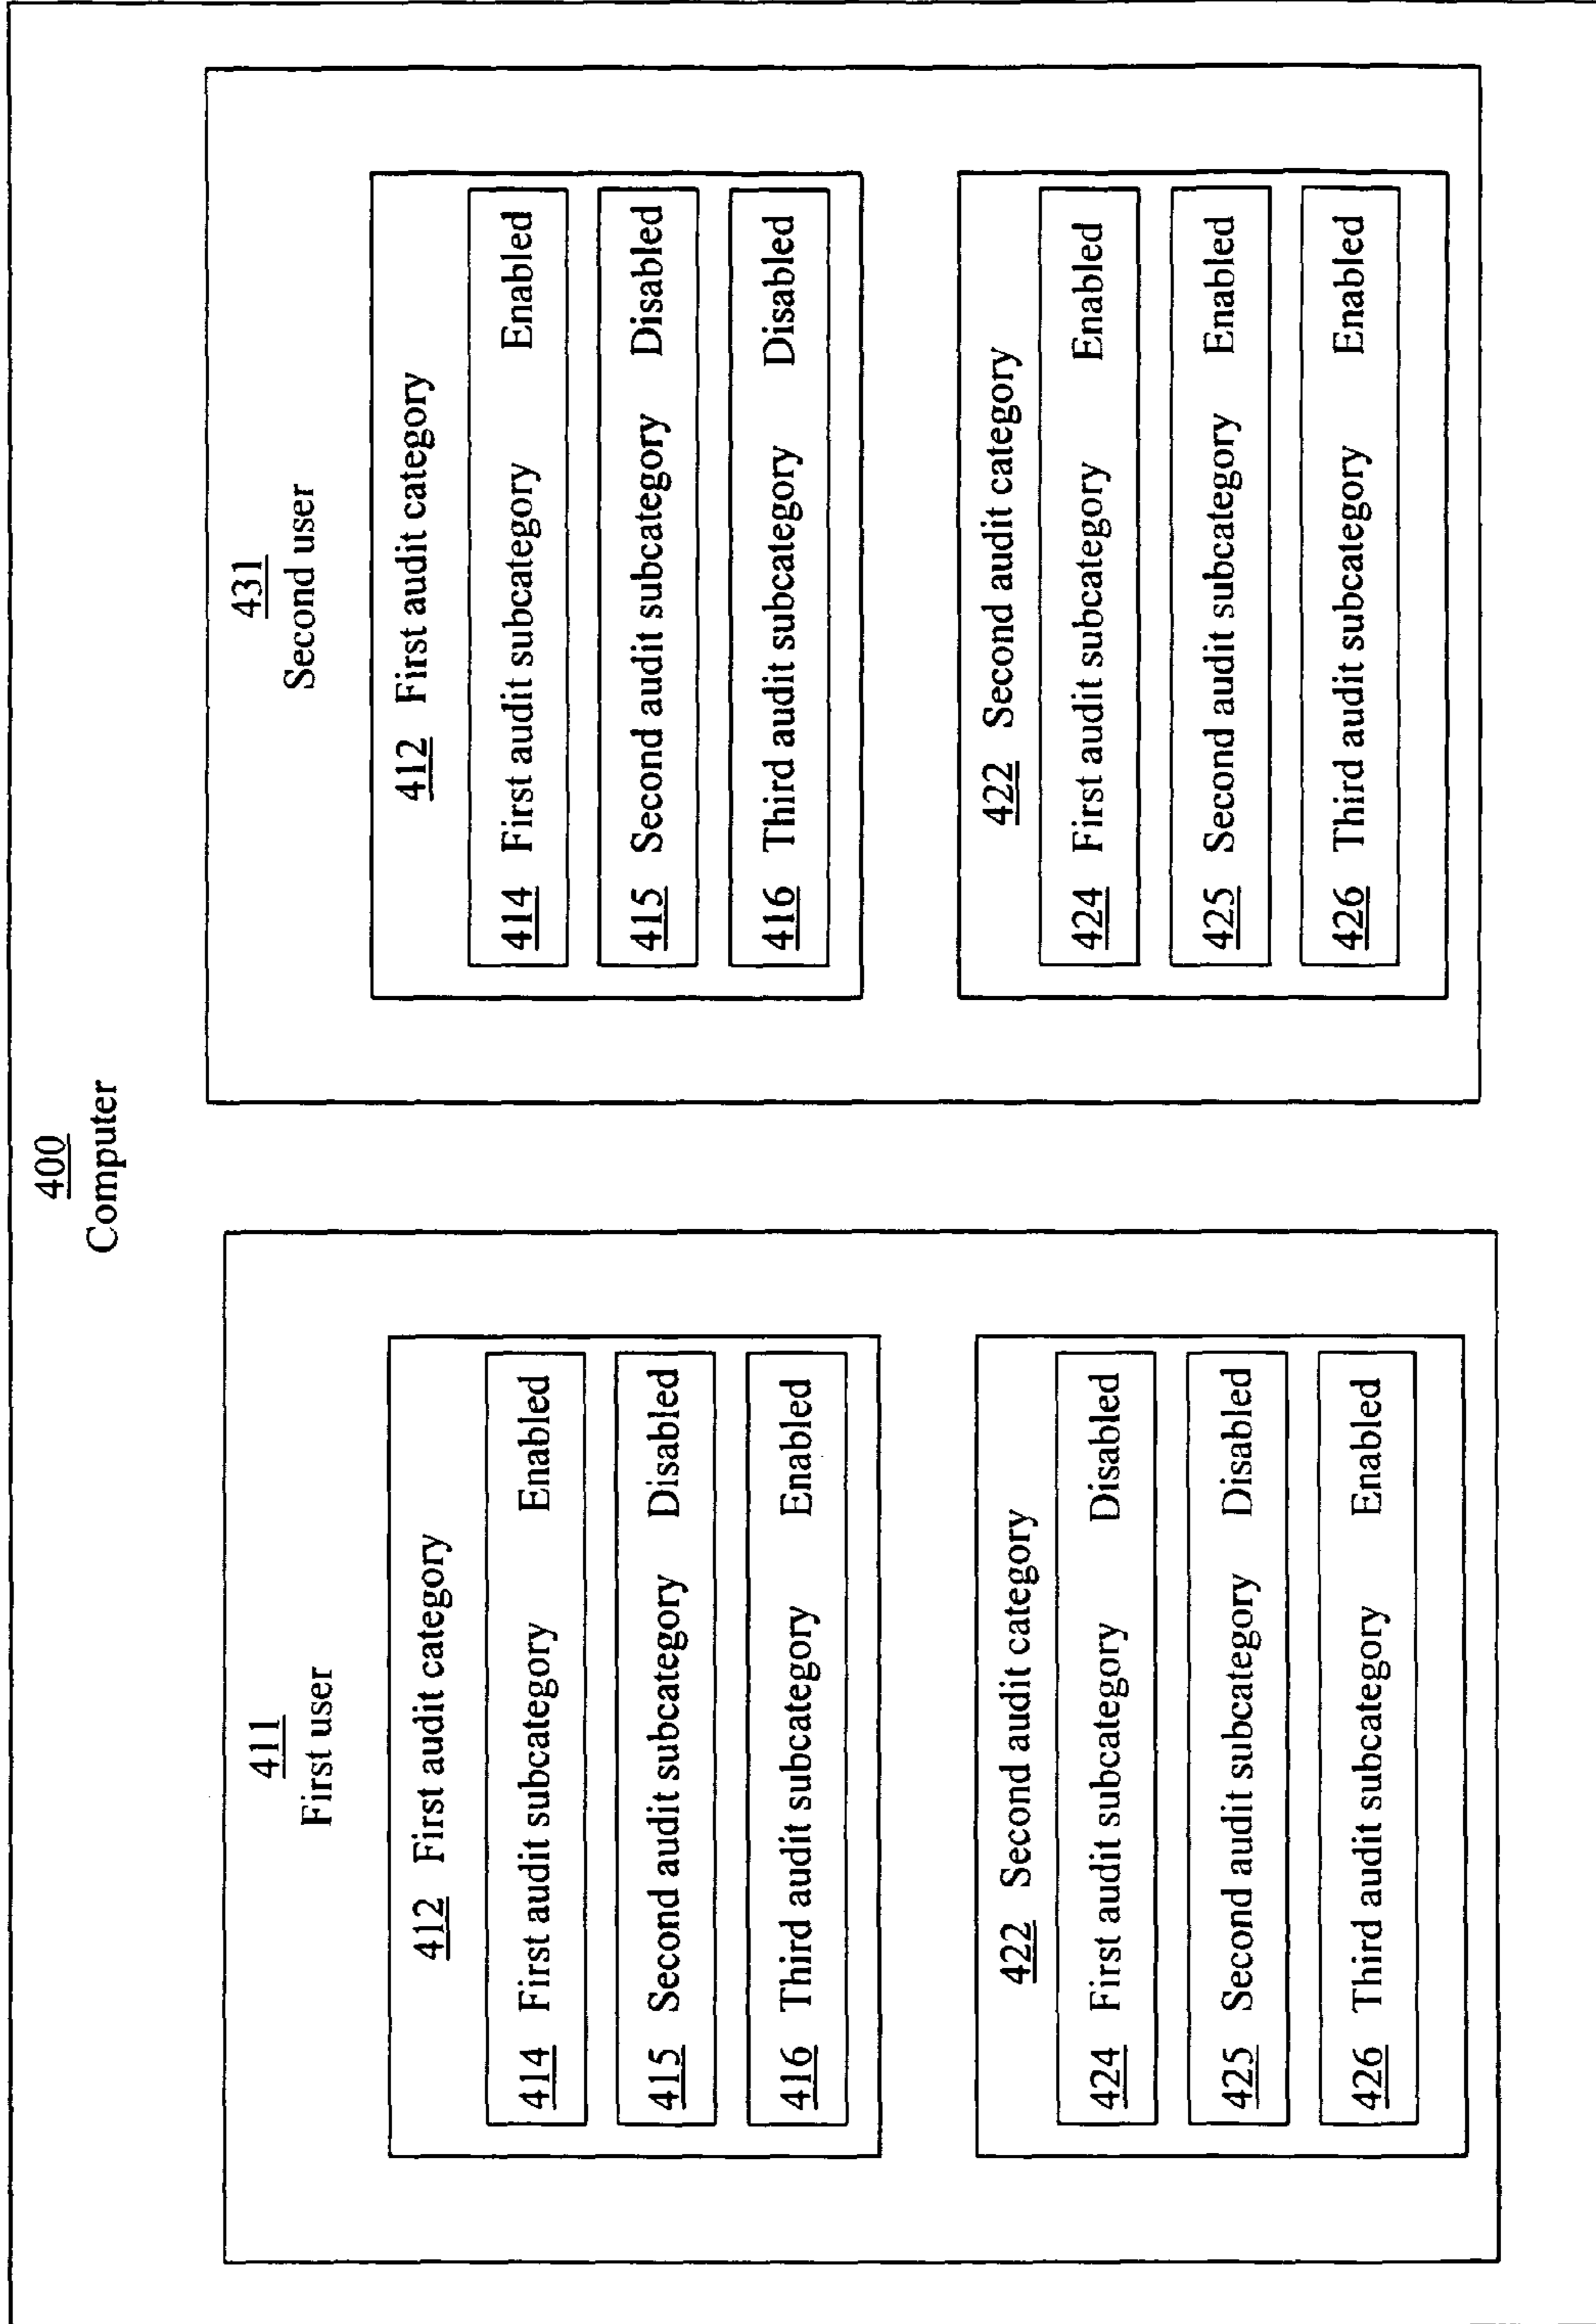 400
Computer
411
First user
412 First audit category
414 First audit subcategory Enabled
415 Second audit subcategory Disabled
416 Third audit subcategory Enabled
422 Second audit category
424 First audit subcategory Disabled
425 Second audit subcategory Disabled
426 Third audit subcategory Enabled
431
Second user
412 First audit category
414 First audit subcategory Enabled
415 Second audit subcategory Disabled
416 Third audit subcategory Disabled
422 Second audit category
424 First audit subcategory Enabled
425 Second audit subcategory Enabled
426 Third audit subcategory Enabled